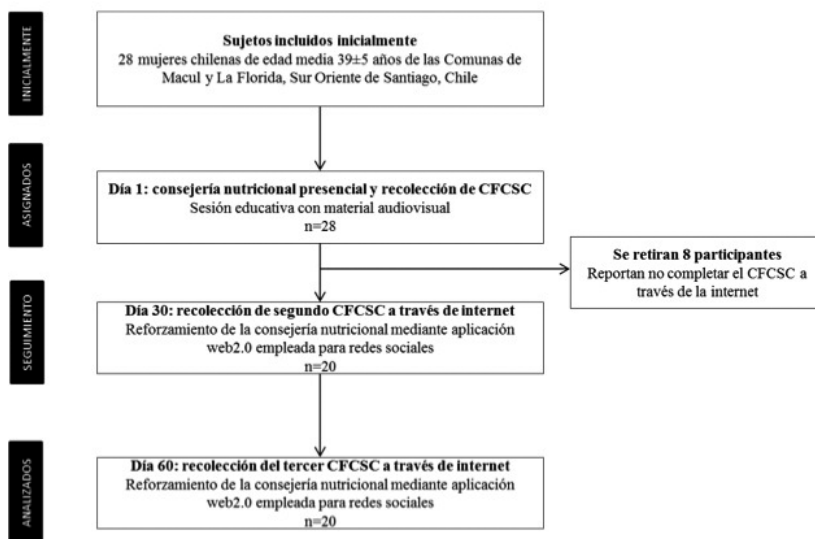 INICIALMENTE
Sujetos incluidos inicialmente
28 mujeres chilenas de edad media 39±5 años de las Comunas de
Macul y La Florida, Sur Oriente de Santiago, Chile
ASIGNADOS
Día 1: consejería nutricional presencial y recolección de CFCSC
Sesión educativa con material audiovisual
n=28
Se retiran 8 participantes
Reportan no completar el CFCSC a
través de la internet
SEGUIMIENTO
Día 30: recolección de segundo CFCSC a través de internet
Reforzamiento de la consejería nutricional mediante aplicación
web2.0 empleada para redes sociales
n=20
ANALIZADOS
Día 60: recolección del tercer CFCSC a través de internet
Reforzamiento de la consejería nutricional mediante aplicación
web2.0 empleada para redes sociales
n=20